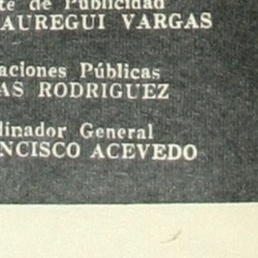 te de Publicidad
AUREGUI VARGAS
aciones Públicas
AS RODRIGUEZ
dinador General
NCISCO ACEVEDO